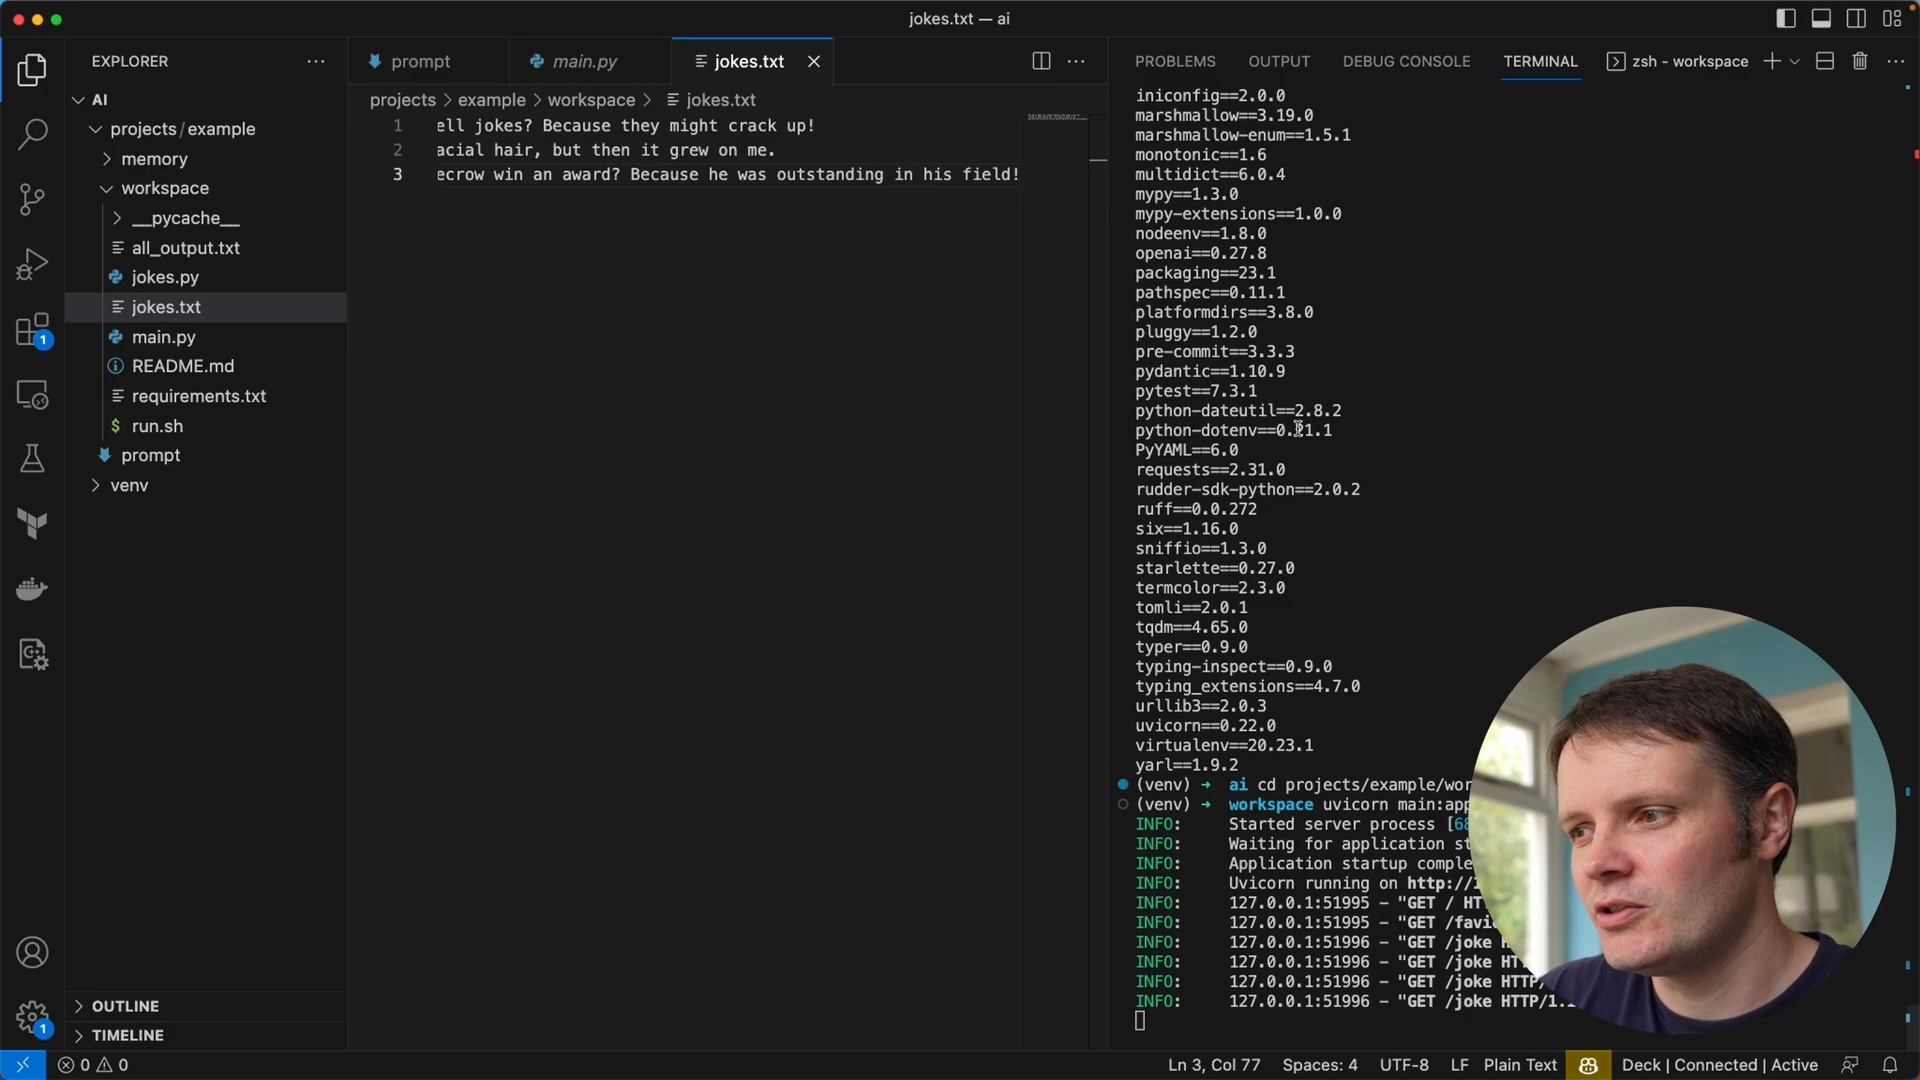 jokes.txt — ai
EXPLORER
AI
projects/example
memory
workspace
__pycache__
all_output.txt
jokes.py
jokes.txt
main.py
README.md
requirements.txt
run.sh
prompt
venv
OUTLINE
TIMELINE
1
1
prompt
main.py
jokes.txt
projects > example > workspace > jokes.txt
1 ell jokes? Because they might crack up!
2 acial hair, but then it grew on me.
3 ecrow win an award? Because he was outstanding in his field!
PROBLEMS OUTPUT DEBUG CONSOLE TERMINAL zsh - workspace
iniconfig==2.0.0
marshmallow==3.19.0
marshmallow-enum==1.5.1
monotonic==1.6
multidict==6.0.4
mypy==1.3.0
mypy-extensions==1.0.0
nodeenv==1.8.0
openai==0.27.8
packaging==23.1
pathspec==0.11.1
platformdirs==3.8.0
pluggy==1.2.0
pre-commit==3.3.3
pydantic==1.10.9
pytest==7.3.1
python-dateutil==2.8.2
python-dotenv==0.21.1
PyYAML==6.0
requests==2.31.0
rudder-sdk-python==2.0.2
ruff==0.0.272
six==1.16.0
sniffio==1.3.0
starlette==0.27.0
termcolor==2.3.0
tomli==2.0.1
tqdm==4.65.0
typer==0.9.0
typing-inspect==0.9.0
typing_extensions==4.7.0
urllib3==2.0.3
uvicorn==0.22.0
virtualenv==20.23.1
yarl==1.9.2
(venv) → ai cd projects/example/wor
(venv) → workspace uvicorn main:app
INFO: Started server process [68
INFO: Waiting for application st
INFO: Application startup comple
INFO: Uvicorn running on http://1
INFO: 127.0.0.1:51995 - "GET / HT
INFO: 127.0.0.1:51995 - "GET /favi
INFO: 127.0.0.1:51996 - "GET /joke H
INFO: 127.0.0.1:51996 - "GET /joke HT
INFO: 127.0.0.1:51996 - "GET /joke HTTP/
INFO: 127.0.0.1:51996 - "GET /joke HTTP/1.
0 0
Ln 3, Col 77 Spaces: 4 UTF-8 LF Plain Text Deck | Connected | Active